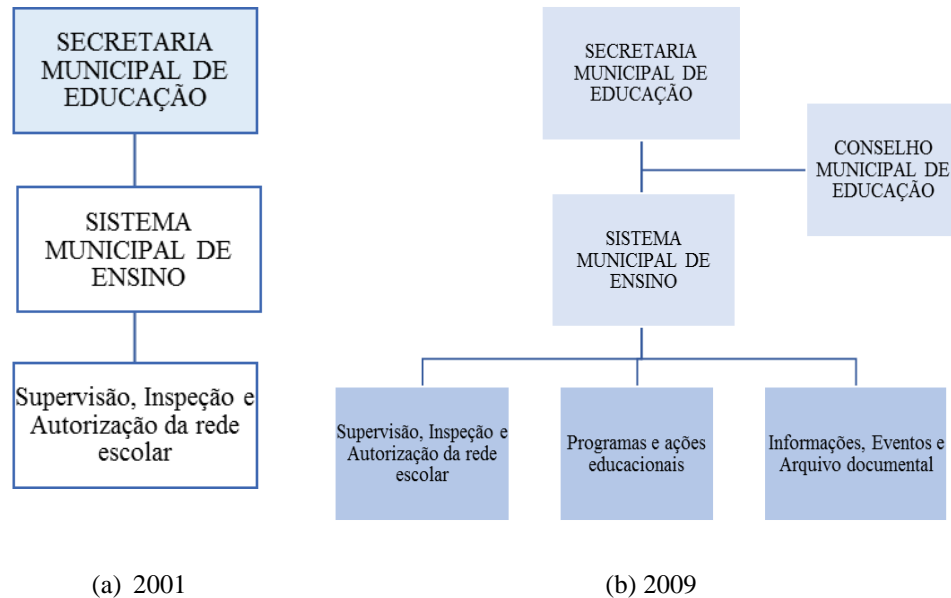 SECRETARIA
MUNICIPAL DE
EDUCAÇÃO
SISTEMA
MUNICIPAL DE
ENSINO
Supervisão, Inspeção e
Autorização da rede
escolar
(a) 2001
SECRETARIA
MUNICIPAL DE
EDUCAÇÃO
CONSELHO
MUNICIPAL DE
EDUCAÇÃO
SISTEMA
MUNICIPAL DE
ENSINO
Supervisão, Inspeção e
Autorização da rede
escolar
Programas e ações
educacionais
Informações, Eventos e
Arquivo documental
(b) 2009